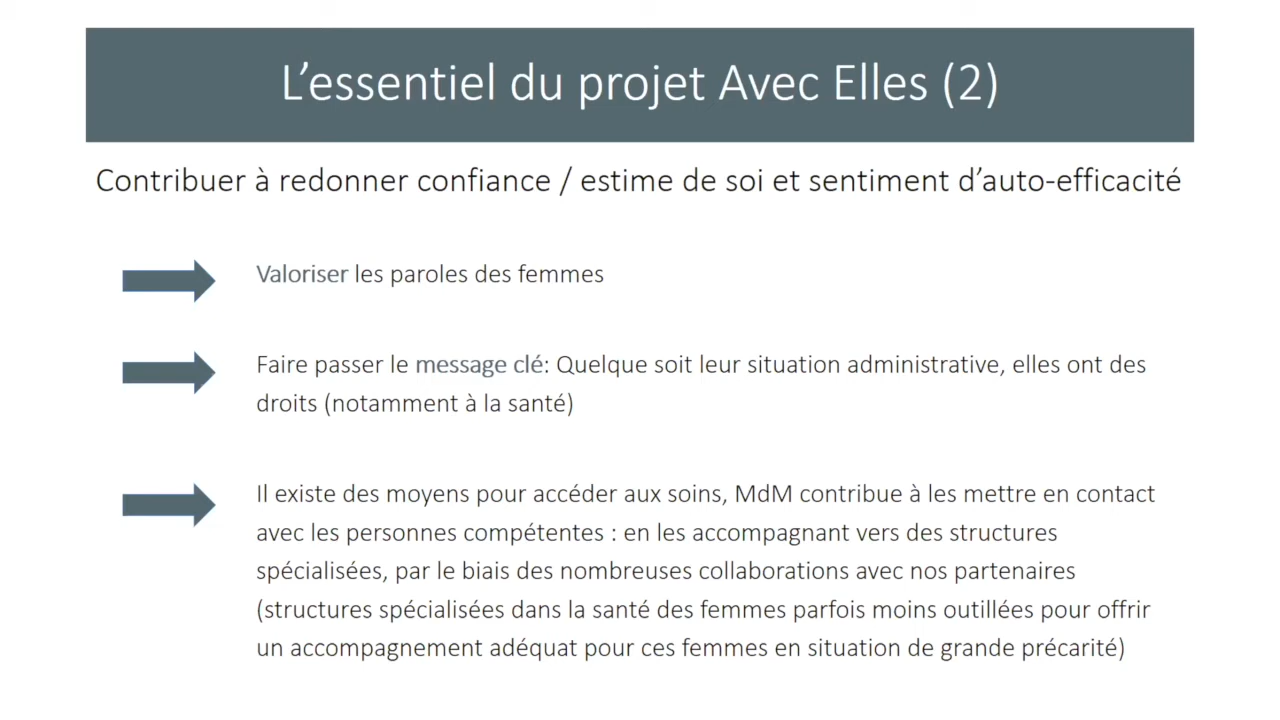 L’essentiel du projet Avec Elles (2)
Contribuer à redonner confiance / estime de soi et sentiment d’auto-efficacité
Valoriser les paroles des femmes
Faire passer le message clé: Quelque soit leur situation administrative, elles ont des
droits (notamment à la santé)
Il existe des moyens pour accéder aux soins, MdM contribue à les mettre en contact
avec les personnes compétentes : en les accompagnant vers des structures
spécialisées, par le biais des nombreuses collaborations avec nos partenaires
(structures spécialisées dans la santé des femmes parfois moins outillées pour offrir
un accompagnement adéquat pour ces femmes en situation de grande précarité)